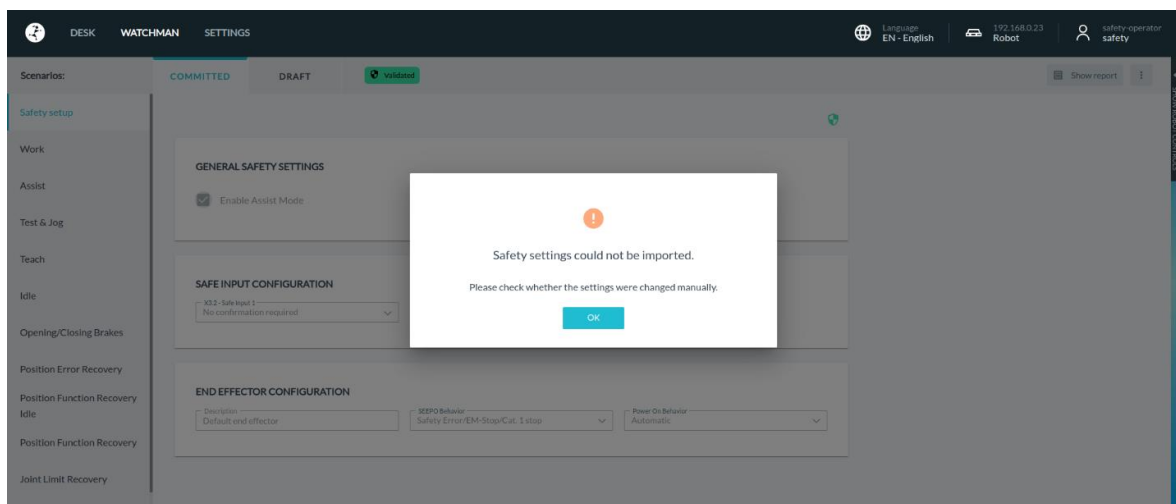 DESK WATCHMAN SETTINGS
Language
EN - English
192.168.0.23
Robot
safety-operator
safety
Scenarios:
COMMITTED DRAFT Validated Show report
Safety setup
Work
Assist
Test & Jog
Teach
Idle
Opening/Closing Brakes
Position Error Recovery
Position Function Recovery
Idle
Position Function Recovery
Joint Limit Recovery
GENERAL SAFETY SETTINGS
Enable Assist Mode
SAFE INPUT CONFIGURATION
X3.2 - Safe Input 1
No confirmation required
Safety settings could not be imported.
Please check whether the settings were changed manually.
OK
END EFFECTOR CONFIGURATION
Description
Default end effector
SEEPO Behavior
Safety Error/EM-Stop/Cat. 1 stop
Power On Behavior
Automatic